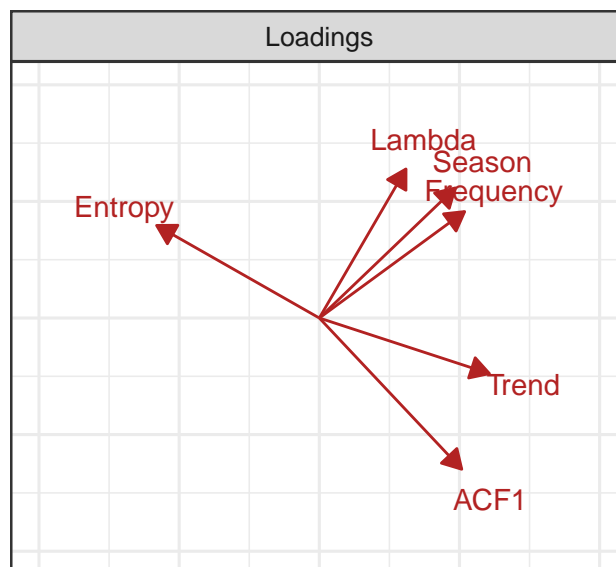 Loadings
Lambda
Season
Frequency
Entropy
Trend
ACF1